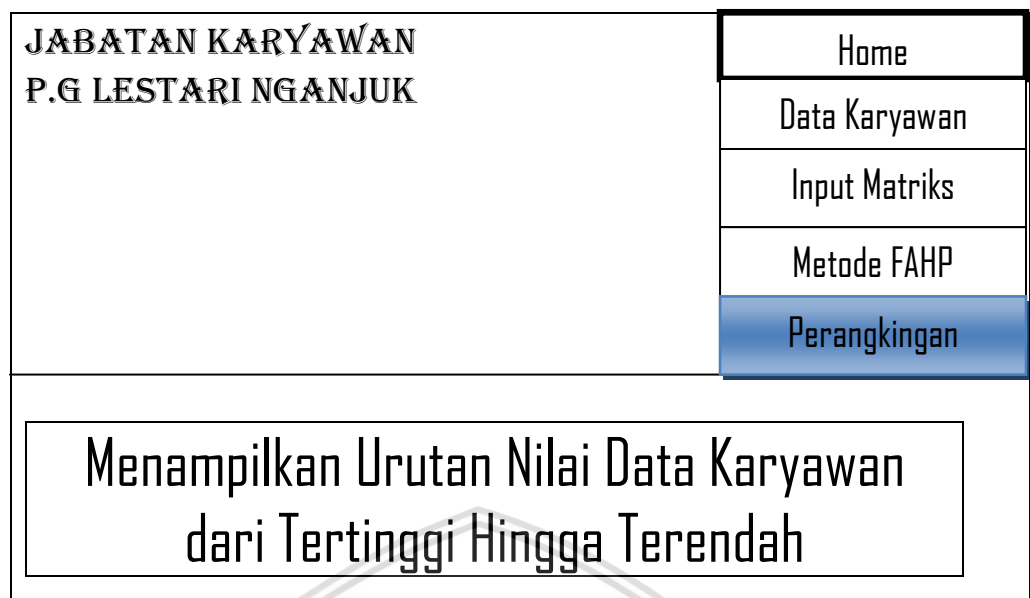 JABATAN KARYAWAN
P.G LESTARI NGANJUK
Home
Data Karyawan
Input Matriks
Metode FAHP
Perangkingan
Menampilkan Urutan Nilai Data Karyawan
dari Tertinggi Hingga Terendah